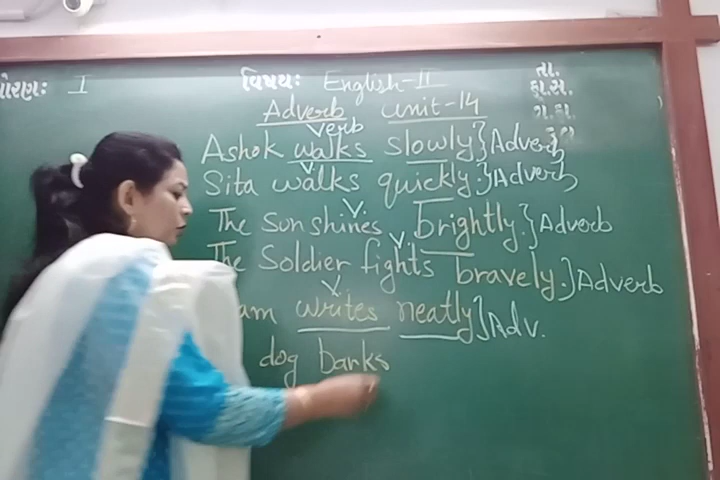 ધોરણ: I વિષય: English-II તા.
Adverb unit-14
verb
Ashok walks slowly} Adverb
v
Sita walks quickly.} Adverb
v.
The Sun shines brightly.} Adverb
v.
The Soldier fights bravely.} Adverb
v.
am writes neatly} Adv.
dog barks